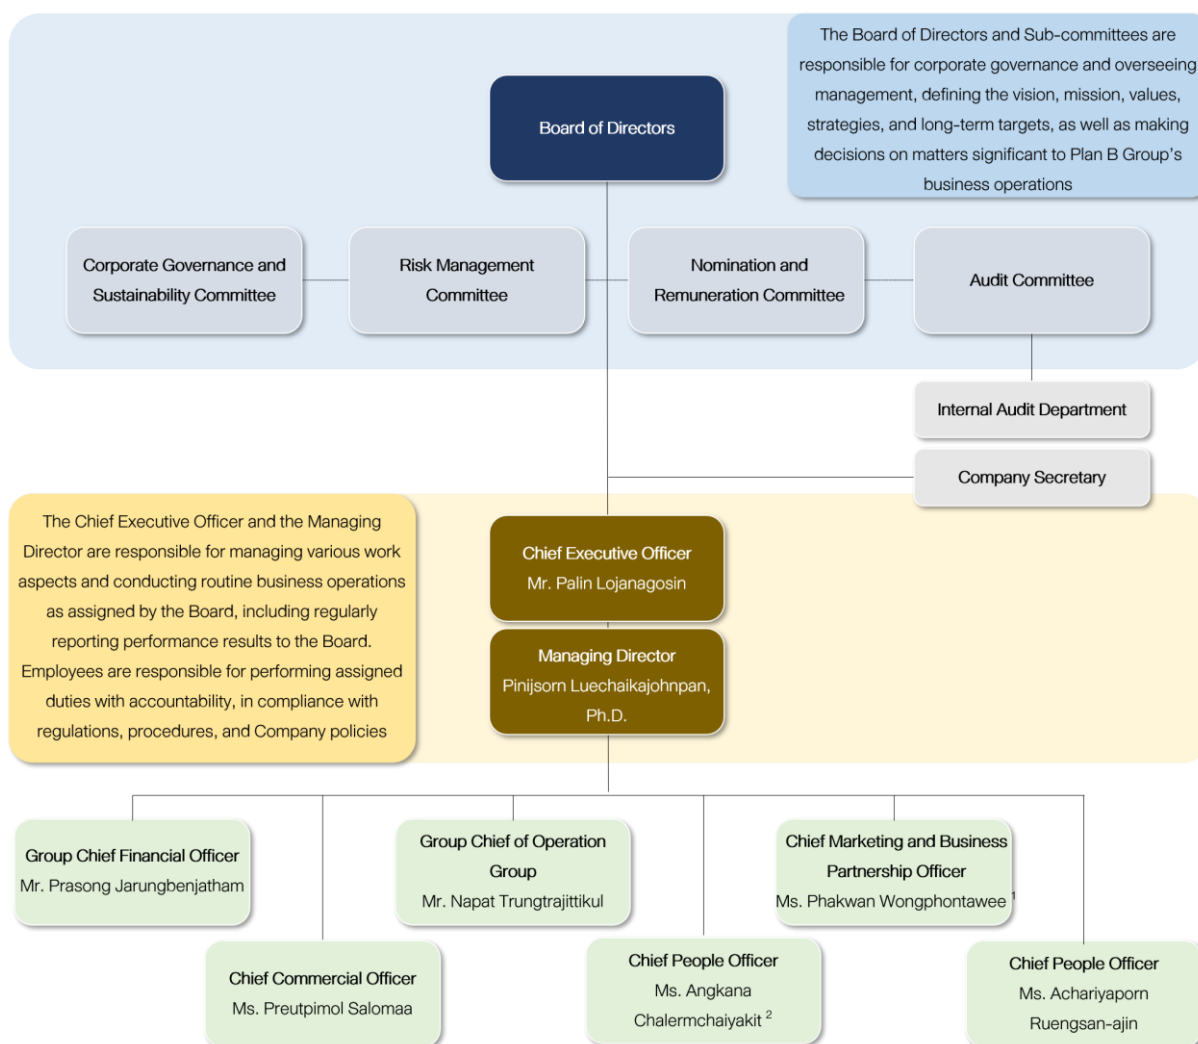 The Board of Directors and Sub-committees are
responsible for corporate governance and overseeing
management, defining the vision, mission, values,
strategies, and long-term targets, as well as making
decisions on matters significant to Plan B Group's
business operations
Board of Directors
Corporate Governance and
Sustainability Committee
Risk Management
Committee
Nomination and
Remuneration Committee
Audit Committee
Internal Audit Department
Company Secretary
The Chief Executive Officer and the Managing
Director are responsible for managing various work
aspects and conducting routine business operations
as assigned by the Board, including regularly
reporting performance results to the Board.
Employees are responsible for performing assigned
duties with accountability, in compliance with
regulations, procedures, and Company policies
Chief Executive Officer
Mr. Palin Lojanagosin
Managing Director
Pinijsorn Luechaikajohnpan,
Ph.D.
Group Chief Financial Officer
Mr. Prasong Jarungbenjatham
Group Chief of Operation
Group
Mr. Napat Trungtrajittikul
Chief Marketing and Business
Partnership Officer
Ms. Phakwan Wongphontawee 1
Chief Commercial Officer
Ms. Preutpimol Salomaa
Chief People Officer
Ms. Angkana
Chalermchaiyakit 2
Chief People Officer
Ms. Achariyaporn
Ruengsan-ajin